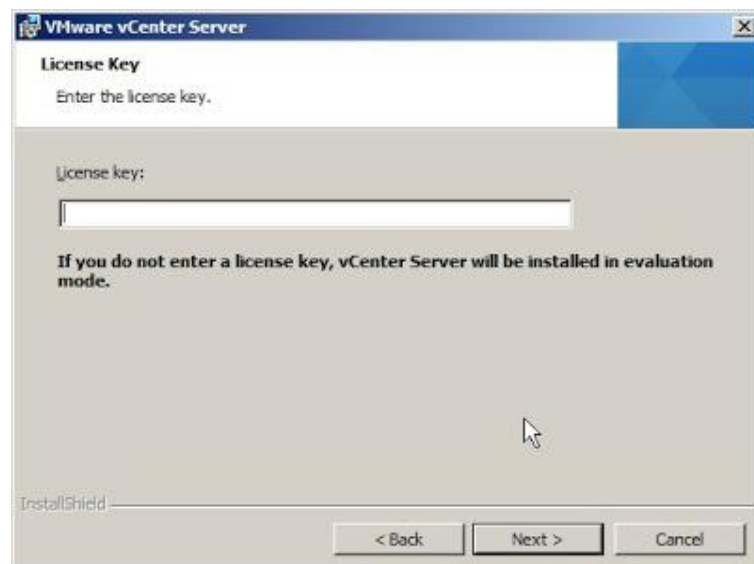 VMware vCenter Server
License Key
Enter the license key.
License key:
If you do not enter a license key, vCenter Server will be installed in evaluation
mode.
InstallShield
< Back
Next >
Cancel